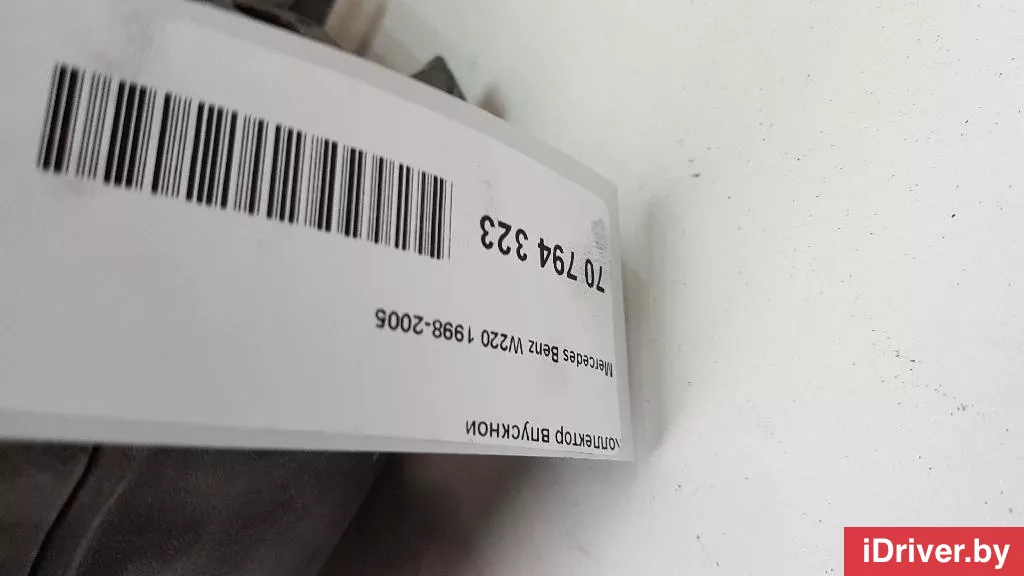 коллектор впускной
Mercedes Benz W220 1998-2005
70 794 323
iDriver.by